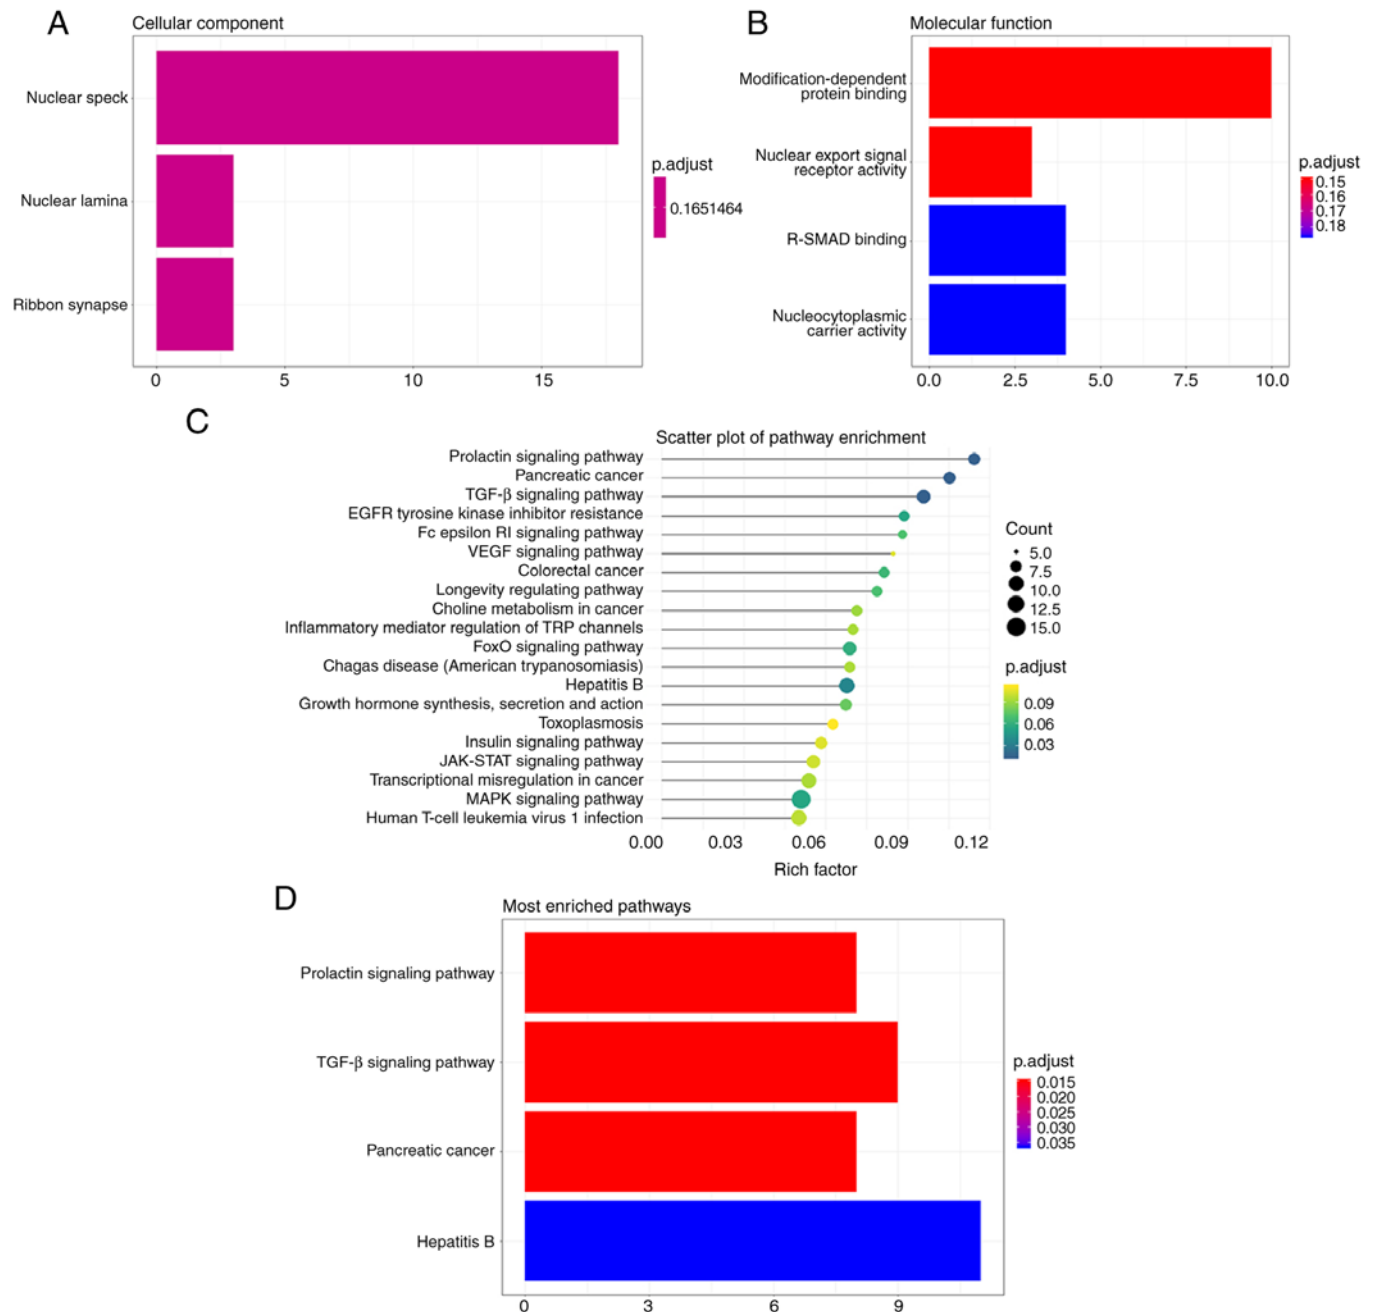 A
Cellular component
Nuclear speck
Nuclear lamina
Ribbon synapse
0 5 10 15
p.adjust
0.1651464
B
Molecular function
Modification-dependent
protein binding
Nuclear export signal
receptor activity
R-SMAD binding
Nucleocytoplasmic
carrier activity
0.0 2.5 5.0 7.5 10.0
p.adjust
0.15
0.16
0.17
0.18
C
Scatter plot of pathway enrichment
Prolactin signaling pathway
Pancreatic cancer
TGF-β signaling pathway
EGFR tyrosine kinase inhibitor resistance
Fc epsilon RI signaling pathway
VEGF signaling pathway
Colorectal cancer
Longevity regulating pathway
Choline metabolism in cancer
Inflammatory mediator regulation of TRP channels
FoxO signaling pathway
Chagas disease (American trypanosomiasis)
Hepatitis B
Growth hormone synthesis, secretion and action
Toxoplasmosis
Insulin signaling pathway
JAK-STAT signaling pathway
Transcriptional misregulation in cancer
MAPK signaling pathway
Human T-cell leukemia virus 1 infection
0.00 0.03 0.06 0.09 0.12
Rich factor
Count
5.0
7.5
10.0
12.5
15.0
p.adjust
0.09
0.06
0.03
D
Most enriched pathways
Prolactin signaling pathway
TGF-β signaling pathway
Pancreatic cancer
Hepatitis B
0 3 6 9
p.adjust
0.015
0.020
0.025
0.030
0.035